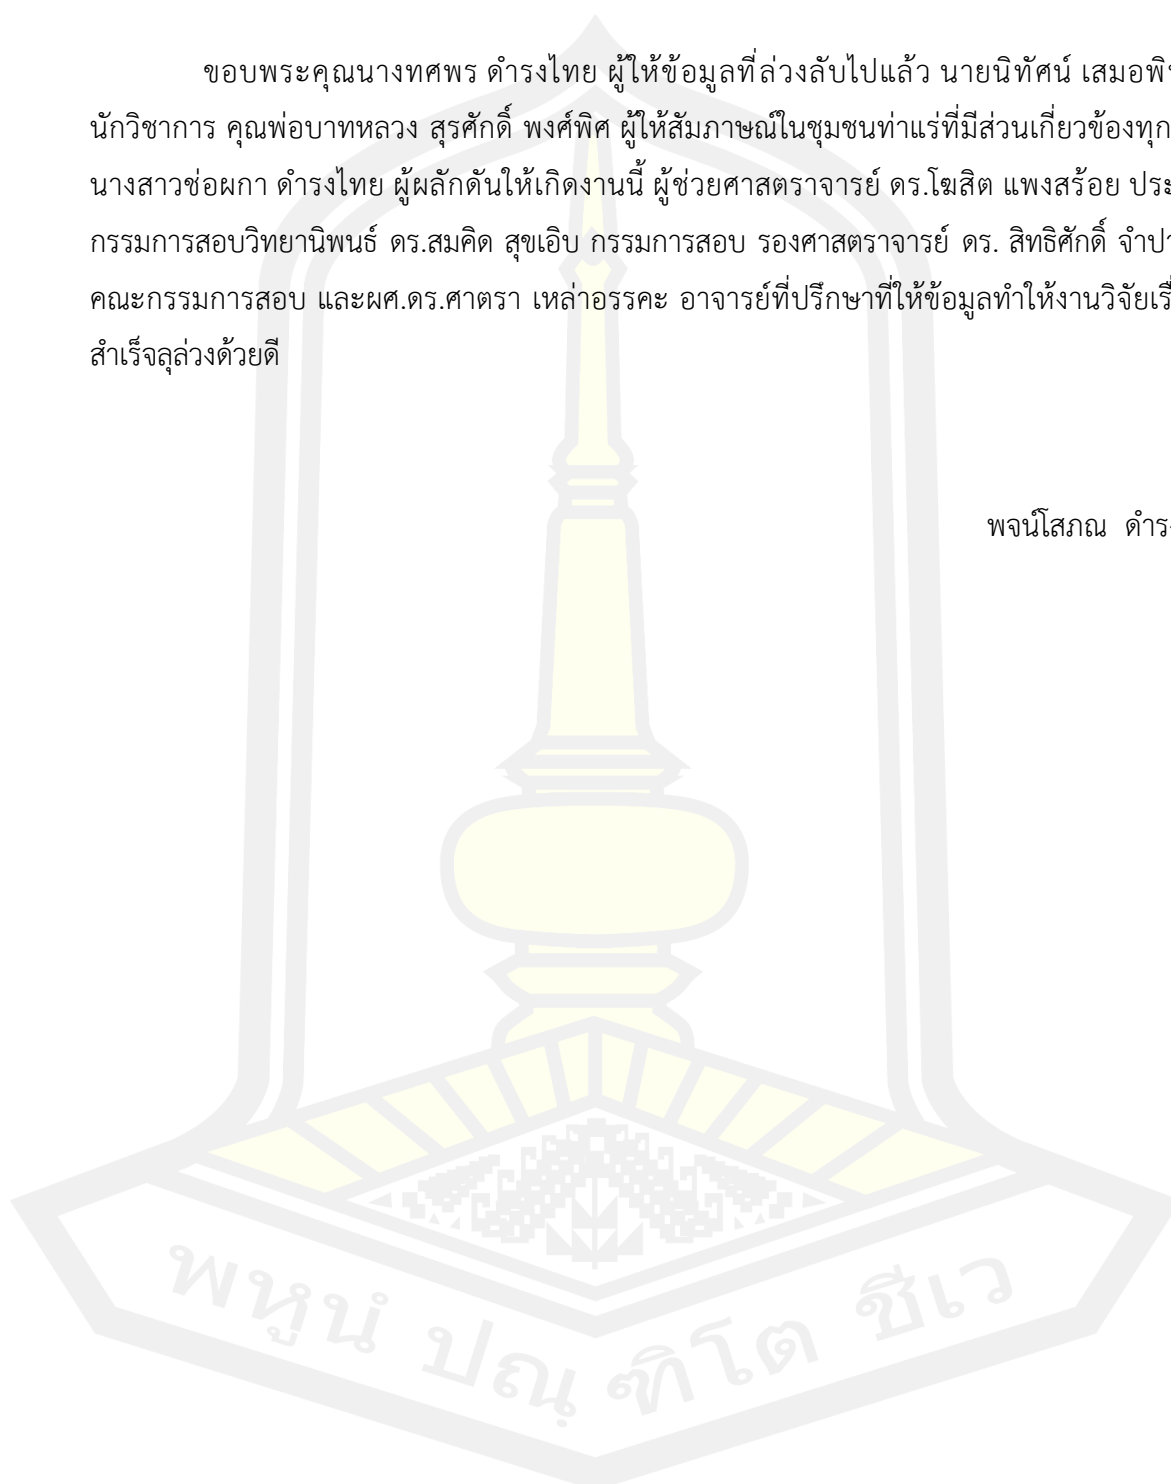 ขอบพระคุณนางทศพร ดำรงไทย ผู้ให้ข้อมูลที่ล่วงลับไปแล้ว นายนิทัศน์
นักวิชาการ คุณพ่อบาทหลวง สุรศักดิ์ พงศ์พิศ ผู้ให้สัมภาษณ์ในชุมชนท่าแร่ที่มีส่วนเกี่ยวข้องทุก
นางสาวช่อผกา ดำรงไทย ผู้ผลักดันให้เกิดงานนี้ ผู้ช่วยศาสตราจารย์ ดร.โฆสิต แพงสร้อย
กรรมการสอบวิทยานิพนธ์ ดร.สมคิด สุขเอิบ กรรมการสอบ รองศาสตราจารย์ ดร. สิทธิศักดิ์
คณะกรรมการสอบ และผศ.ดร.ศาตรา เหล่าอรรคะ อาจารย์ที่ปรึกษาที่ให้ข้อมูลทำให้งานวิจัย
สำเร็จลุล่วงด้วยดี
พจน์โสภณ
พหูนํ ปณฺฑิโต ชีเว